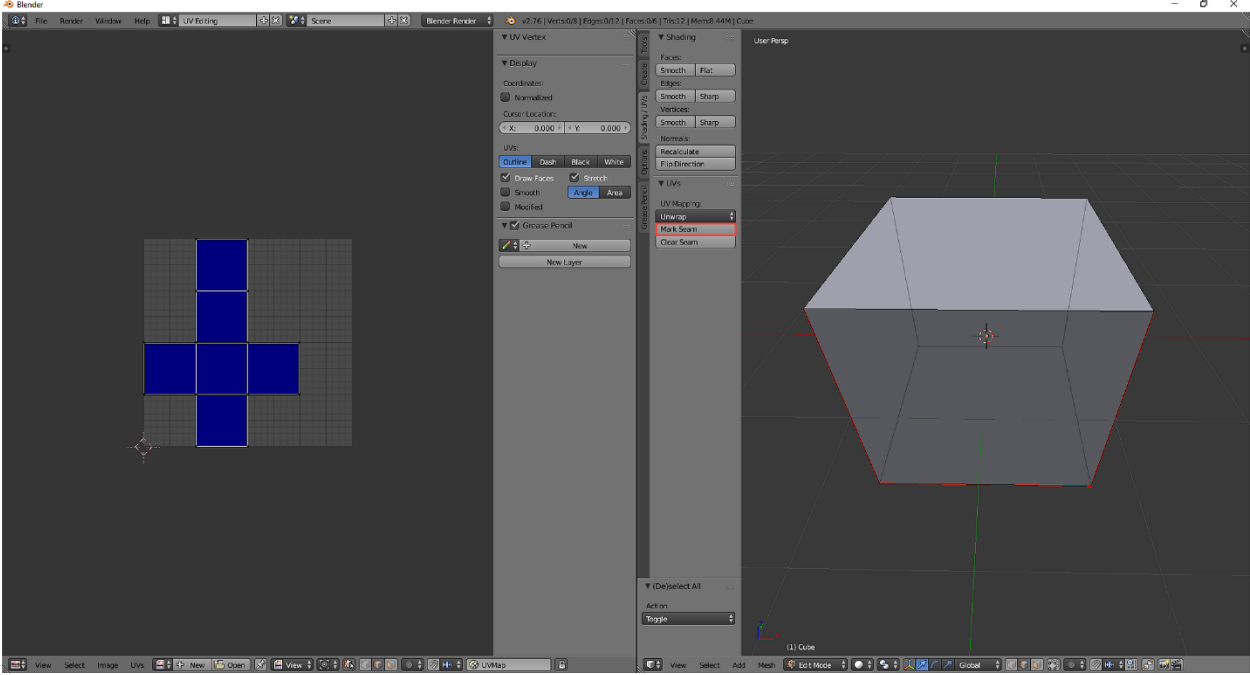 Blender
File Render Window Help UV Editing Scene Blender Render v2.76 | Verts:0/8 | Edges:0/12 | Faces:0/6 | Tris:12 | Mem:8.44M | Cube
UV Vertex
Display
Coordinates:
Normalized
Cursor Location:
X: 0.000 Y: 0.000
UVs:
Outline Dash Black White
Draw Faces Stretch
Smooth Angle Area
Modified
Grease Pencil
New
New Layer
Tools
Create
Shading / UVs
Options
Grease Pencil
Shading
Faces:
Smooth Flat
Edges:
Smooth Sharp
Vertices:
Smooth Sharp
Normals:
Recalculate
Flip Direction
UVs
UV Mapping:
Unwrap
Mark Seam
Clear Seam
(De)select All
Action
Toggle
User Persp
(1) Cube
View Select Image UVs New Open View UVMap
View Select Add Mesh Edit Mode Global